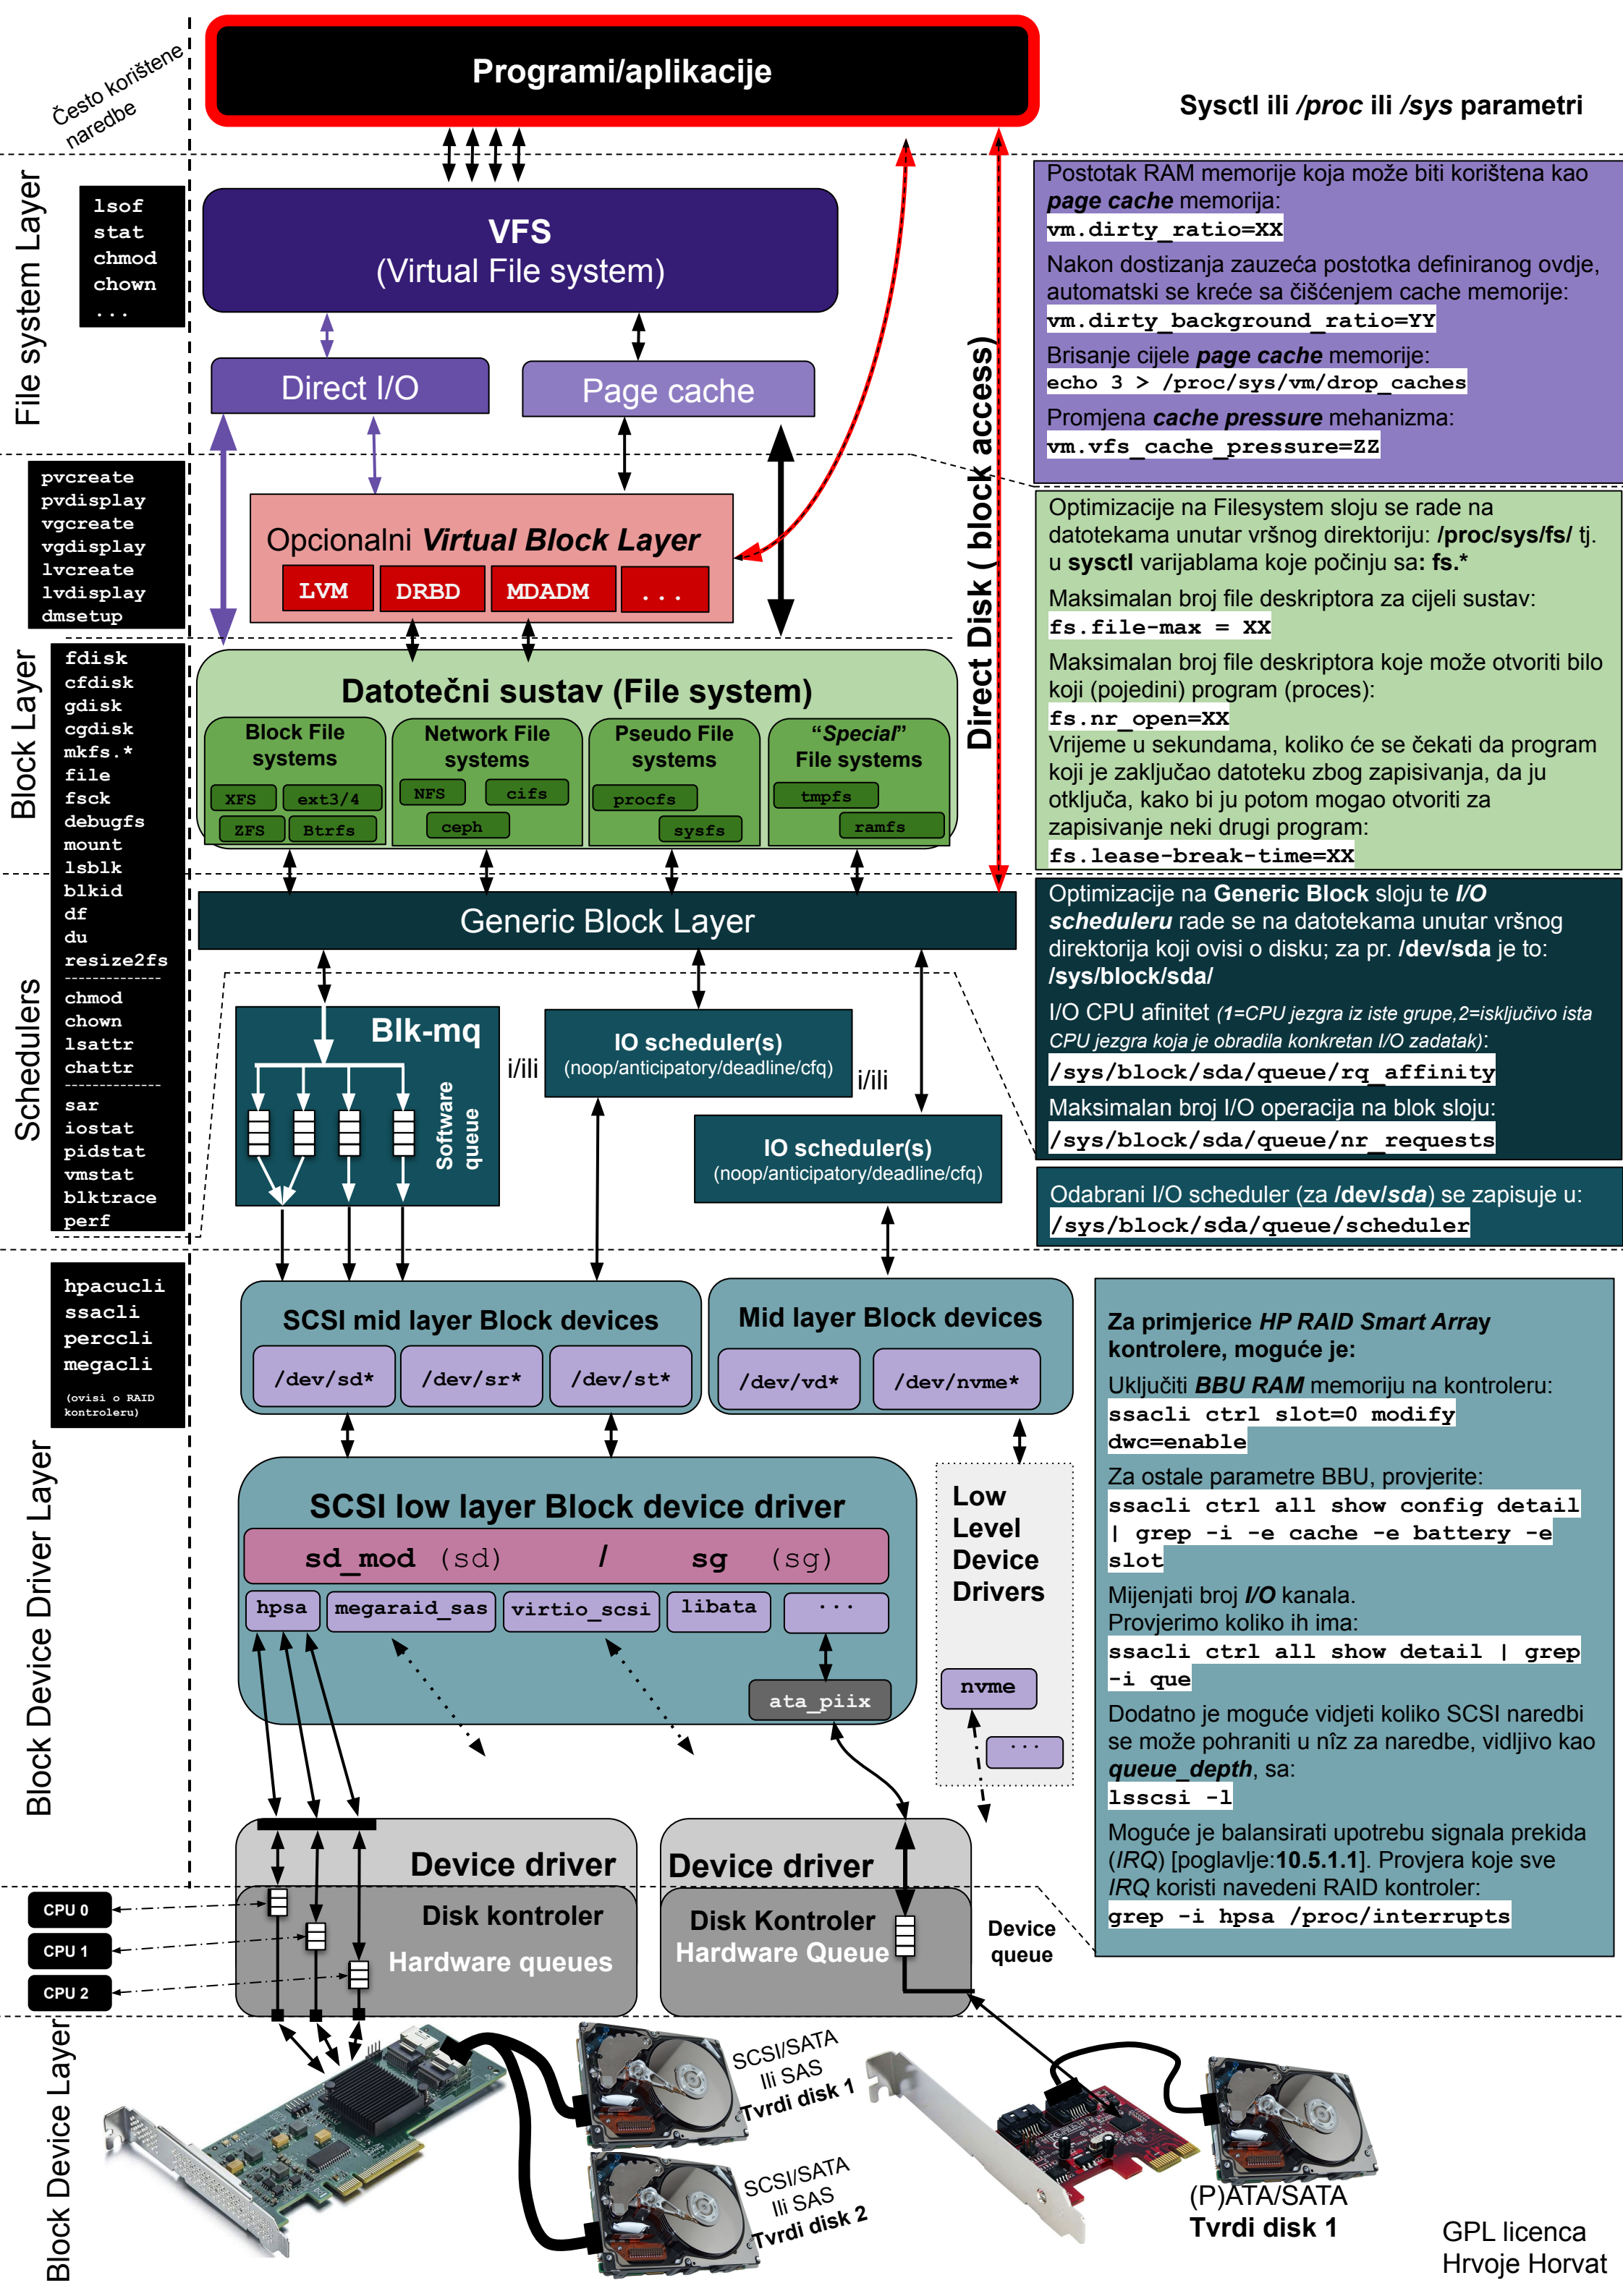 Često korištene
naredbe
Programi/aplikacije
Sysctl ili /proc ili /sys parametri
File system Layer
lsof
stat
chmod
chown
...
VFS
(Virtual File system)
Direct I/O
Page cache
Direct Disk ( block access)
Postotak RAM memorije koja može biti korištena kao
page cache memorija:
vm.dirty_ratio=XX
Nakon dostizanja zauzeća postotka definiranog ovdje,
automatski se kreće sa čišćenjem cache memorije:
vm.dirty_background_ratio=YY
Brisanje cijele page cache memorije:
echo 3 > /proc/sys/vm/drop_caches
Promjena cache pressure mehanizma:
vm.vfs_cache_pressure=ZZ
pvcreate
pvdisplay
vgcreate
vgdisplay
lvcreate
lvdisplay
dmsetup
Opcionalni Virtual Block Layer
LVM
DRBD
MDADM
...
Optimizacije na Filesystem sloju se rade na
datotekama unutar vršnog direktoriju: /proc/sys/fs/ tj.
u sysctl varijablama koje počinju sa: fs.*
Maksimalan broj file deskriptora za cijeli sustav:
fs.file-max = XX
Maksimalan broj file deskriptora koje može otvoriti bilo
koji (pojedini) program (proces):
fs.nr_open=XX
Vrijeme u sekundama, koliko će se čekati da program
koji je zaključao datoteku zbog zapisivanja, da ju
otključa, kako bi ju potom mogao otvoriti za
zapisivanje neki drugi program:
fs.lease-break-time=XX
Block Layer
Schedulers
fdisk
cfdisk
gdisk
cgdisk
mkfs.*
file
fsck
debugfs
mount
lsblk
blkid
df
du
resize2fs
--------------
chmod
chown
lsattr
chattr
--------------
sar
iostat
pidstat
vmstat
blktrace
perf
Datotečni sustav (File system)
Block File
systems
XFS
ext3/4
ZFS
Btrfs
Network File
systems
NFS
cifs
ceph
Pseudo File
systems
procfs
sysfs
“Special”
File systems
tmpfs
ramfs
Generic Block Layer
Optimizacije na Generic Block sloju te I/O
scheduleru rade se na datotekama unutar vršnog
direktorija koji ovisi o disku; za pr. /dev/sda je to:
/sys/block/sda/
I/O CPU afinitet (1=CPU jezgra iz iste grupe,2=isključivo ista
CPU jezgra koja je obradila konkretan I/O zadatak):
/sys/block/sda/queue/rq_affinity
Maksimalan broj I/O operacija na blok sloju:
/sys/block/sda/queue/nr_requests
Odabrani I/O scheduler (za /dev/sda) se zapisuje u:
/sys/block/sda/queue/scheduler
Blk-mq
Software
queue
i/ili
IO scheduler(s)
(noop/anticipatory/deadline/cfq)
i/ili
IO scheduler(s)
(noop/anticipatory/deadline/cfq)
Block Device Driver Layer
hpacucli
ssacli
perccli
megacli
(ovisi o RAID
kontroleru)
SCSI mid layer Block devices
/dev/sd*
/dev/sr*
/dev/st*
Mid layer Block devices
/dev/vd*
/dev/nvme*
SCSI low layer Block device driver
sd_mod (sd) / sg (sg)
hpsa
megaraid_sas
virtio_scsi
libata
...
ata_piix
Low
Level
Device
Drivers
nvme
...
Za primjerice HP RAID Smart Array
kontrolere, moguće je:
Uključiti BBU RAM memoriju na kontroleru:
ssacli ctrl slot=0 modify
dwc=enable
Za ostale parametre BBU, provjerite:
ssacli ctrl all show config detail
| grep -i -e cache -e battery -e
slot
Mijenjati broj I/O kanala.
Provjerimo koliko ih ima:
ssacli ctrl all show detail | grep
-i que
Dodatno je moguće vidjeti koliko SCSI naredbi
se može pohraniti u nîz za naredbe, vidljivo kao
queue_depth, sa:
lsscsi -l
Moguće je balansirati upotrebu signala prekida
(IRQ) [poglavlje:10.5.1.1]. Provjera koje sve
IRQ koristi navedeni RAID kontroler:
grep -i hpsa /proc/interrupts
Device driver
Disk kontroler
Hardware queues
Device driver
Disk Kontroler
Hardware Queue
Device
queue
CPU 0
CPU 1
CPU 2
Block Device Layer
SCSI/SATA
Ili SAS
Tvrdi disk 1
SCSI/SATA
Ili SAS
Tvrdi disk 2
(P)ATA/SATA
Tvrdi disk 1
GPL licenca
Hrvoje Horvat